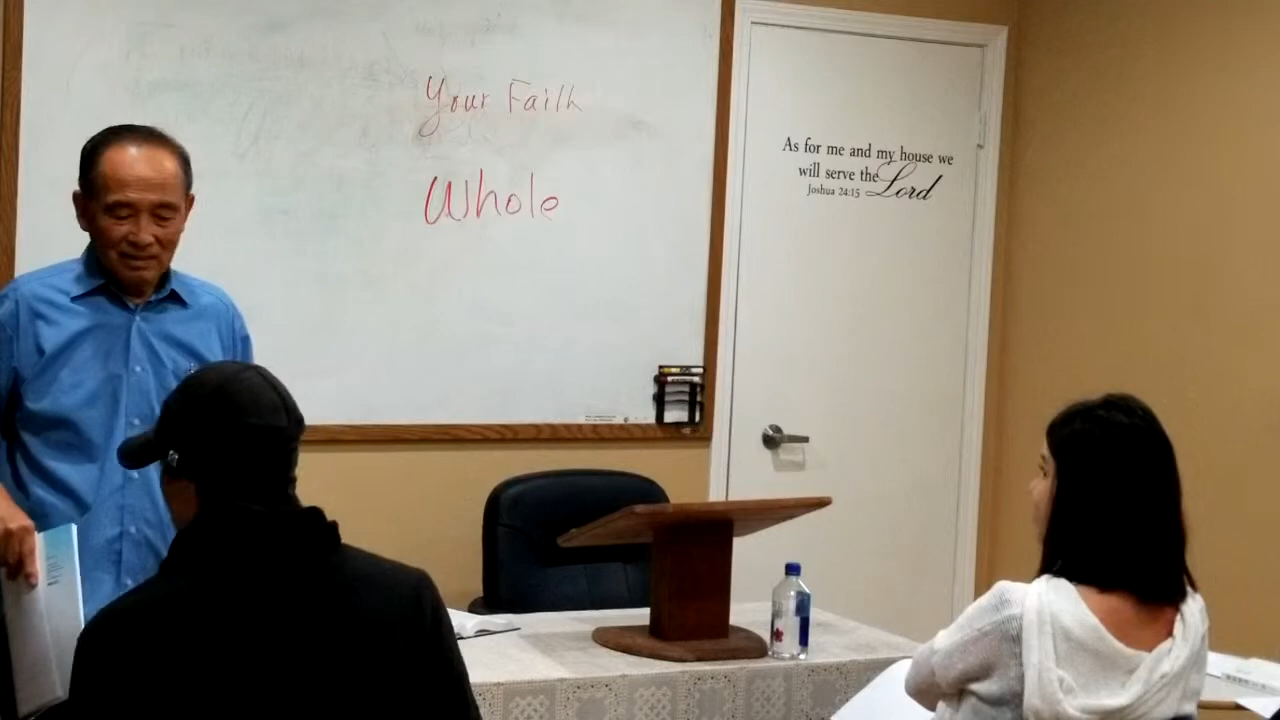 Your Faith
Whole
As for me and my house we
will serve the Lord
Joshua 24:15